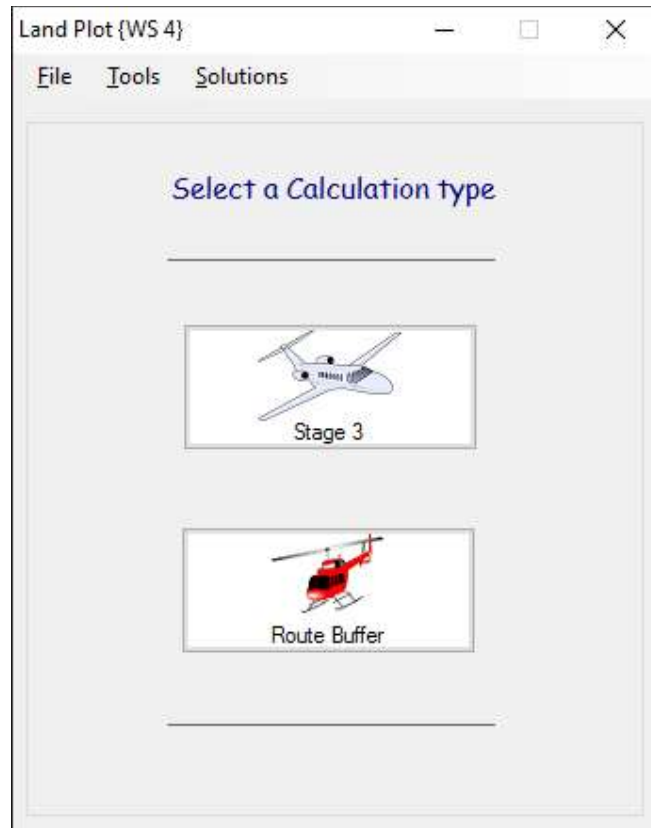 Land Plot {WS 4}
File Tools Solutions
Select a Calculation type
Stage 3
Route Buffer